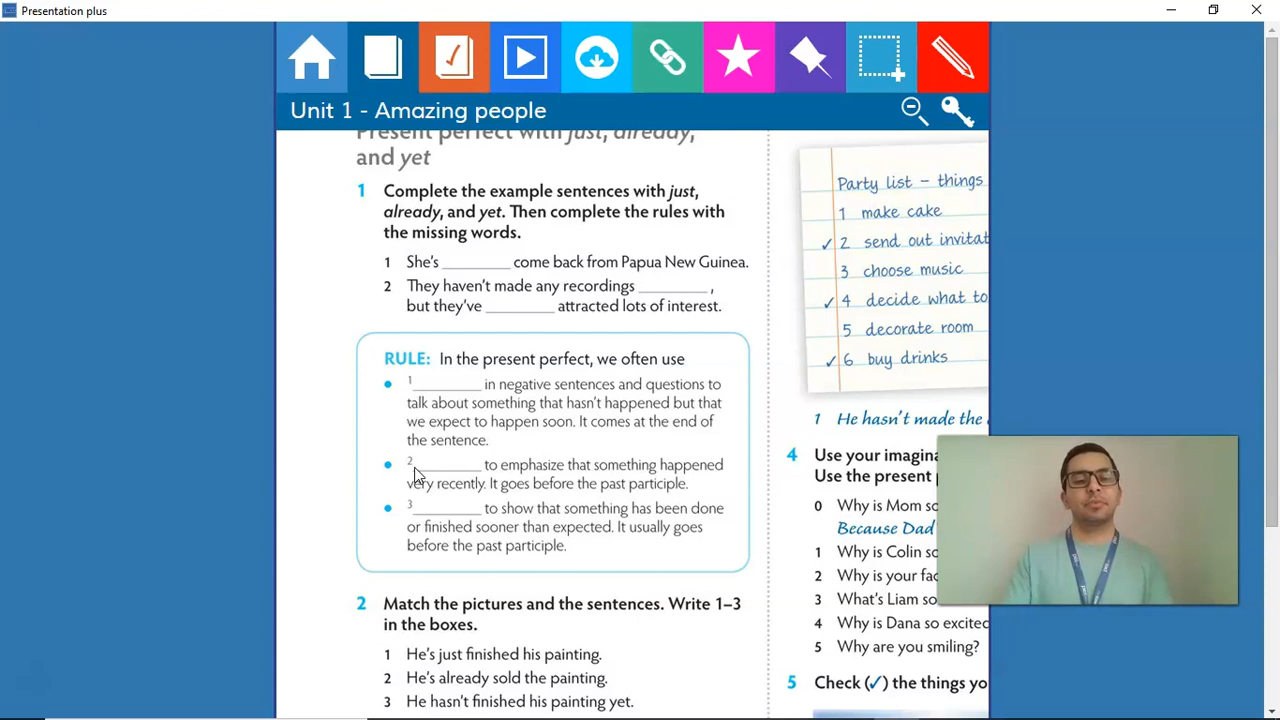 Presentation plus
Unit 1 - Amazing people
Present perfect with just, already,
and yet
1 Complete the example sentences with just,
already, and yet. Then complete the rules with
the missing words.
1 She's ________ come back from Papua New Guinea.
2 They haven't made any recordings ________ ,
but they've ________ attracted lots of interest.
RULE: In the present perfect, we often use
• 1________ in negative sentences and questions to
talk about something that hasn't happened but that
we expect to happen soon. It comes at the end of
the sentence.
• 2________ to emphasize that something happened
very recently. It goes before the past participle.
• 3________ to show that something has been done
or finished sooner than expected. It usually goes
before the past participle.
2 Match the pictures and the sentences. Write 1–3
in the boxes.
1 He's just finished his painting.
2 He's already sold the painting.
3 He hasn't finished his painting yet.
Party list – things
1 make cake
✓ 2 send out invitat
3 choose music
✓ 4 decide what to
5 decorate room
✓ 6 buy drinks
1 He hasn't made the
4 Use your imagina
Use the present p
0 Why is Mom so
Because Dad
1 Why is Colin so
2 Why is your fac
3 What's Liam so
4 Why is Dana so excited
5 Why are you smiling?
5 Check (✓) the things yo